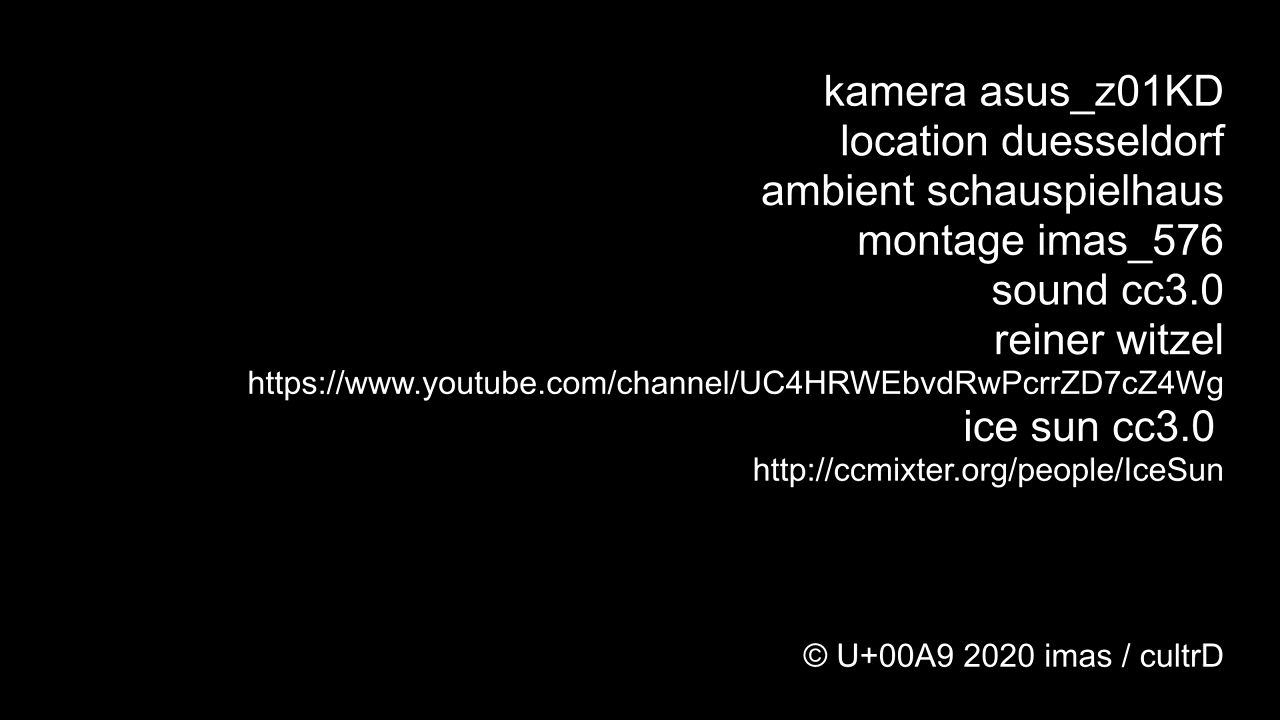 kamera asus_z01KD
location duesseldorf
ambient schauspielhaus
montage imas_576
sound cc3.0
reiner witzel
https://www.youtube.com/channel/UC4HRWEbvdRwPcrrZD7cZ4Wg
ice sun cc3.0
http://ccmixter.org/people/IceSun
© U+00A9 2020 imas / cultrD